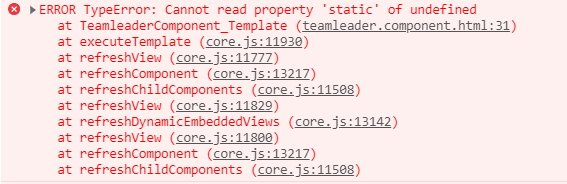 ERROR TypeError: Cannot read property 'static' of undefined
at TeamleaderComponent_Template (teamleader.component.html:31)
at executeTemplate (core.js:11930)
at refreshView (core.js:11777)
at refreshComponent (core.js:13217)
at refreshChildComponents (core.js:11508)
at refreshView (core.js:11829)
at refreshDynamicEmbeddedViews (core.js:13142)
at refreshView (core.js:11800)
at refreshComponent (core.js:13217)
at refreshChildComponents (core.js:11508)